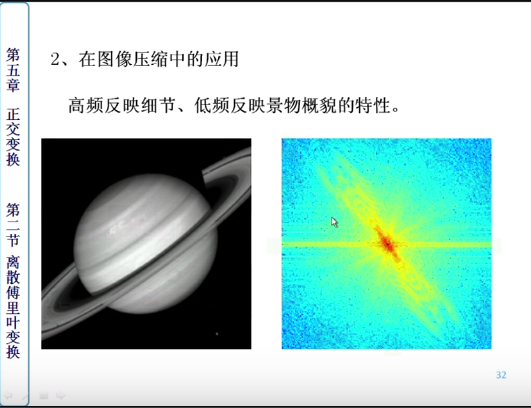 第五章 正交变换
第二节 离散傅里叶变换
2、在图像压缩中的应用
高频反映细节、低频反映景物概貌的特性。
32